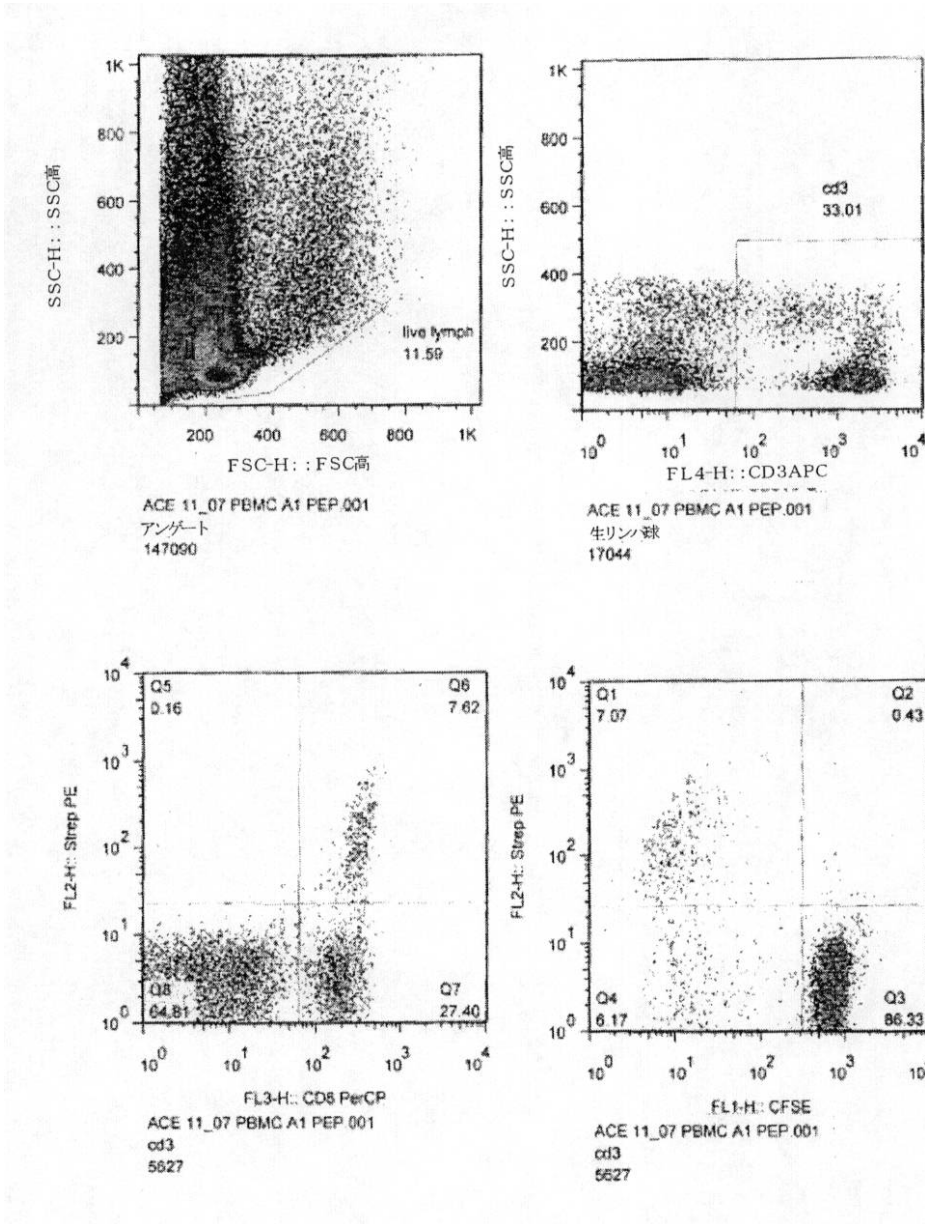 1K
800
600
400
200
0
SSC-H::SSC高
live lymph
11.59
200
400
600
800
1K
FSC-H::FSC高
ACE 11_07 PBMC A1 PEP.001
アンゲート
147090
1K
800
600
400
200
0
SSC-H::SSC高
cd3
33.01
10^0
10^1
10^2
10^3
10^4
FL4-H::CD3APC
ACE 11_07 PBMC A1 PEP.001
生リンパ球
17044
10^4
10^3
10^2
10^1
10^0
FL2-H:: Strep PE
Q5
0.16
Q6
7.62
Q8
64.81
Q7
27.40
10^0
10^1
10^2
10^3
10^4
FL3-H:: CD8 PerCP
ACE 11_07 PBMC A1 PEP.001
cd3
5627
10^4
10^3
10^2
10^1
10^0
FL2-H:: Strep PE
Q1
7.07
Q2
0.43
Q4
6.17
Q3
86.33
10^0
10^1
10^2
10^3
10
FL1-H:: CFSE
ACE 11_07 PBMC A1 PEP.001
cd3
5627